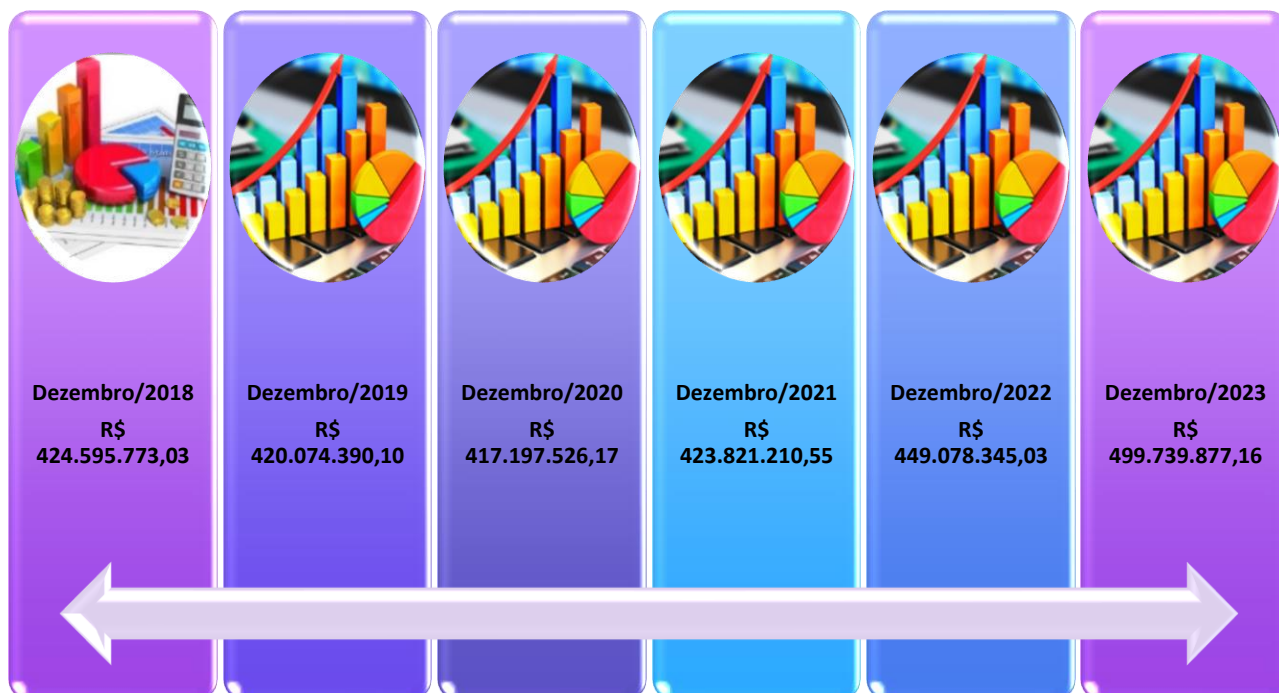 Dezembro/2018
R$
424.595.773,03
Dezembro/2019
R$
420.074.390,10
Dezembro/2020
R$
417.197.526,17
Dezembro/2021
R$
423.821.210,55
Dezembro/2022
R$
449.078.345,03
Dezembro/2023
R$
499.739.877,16